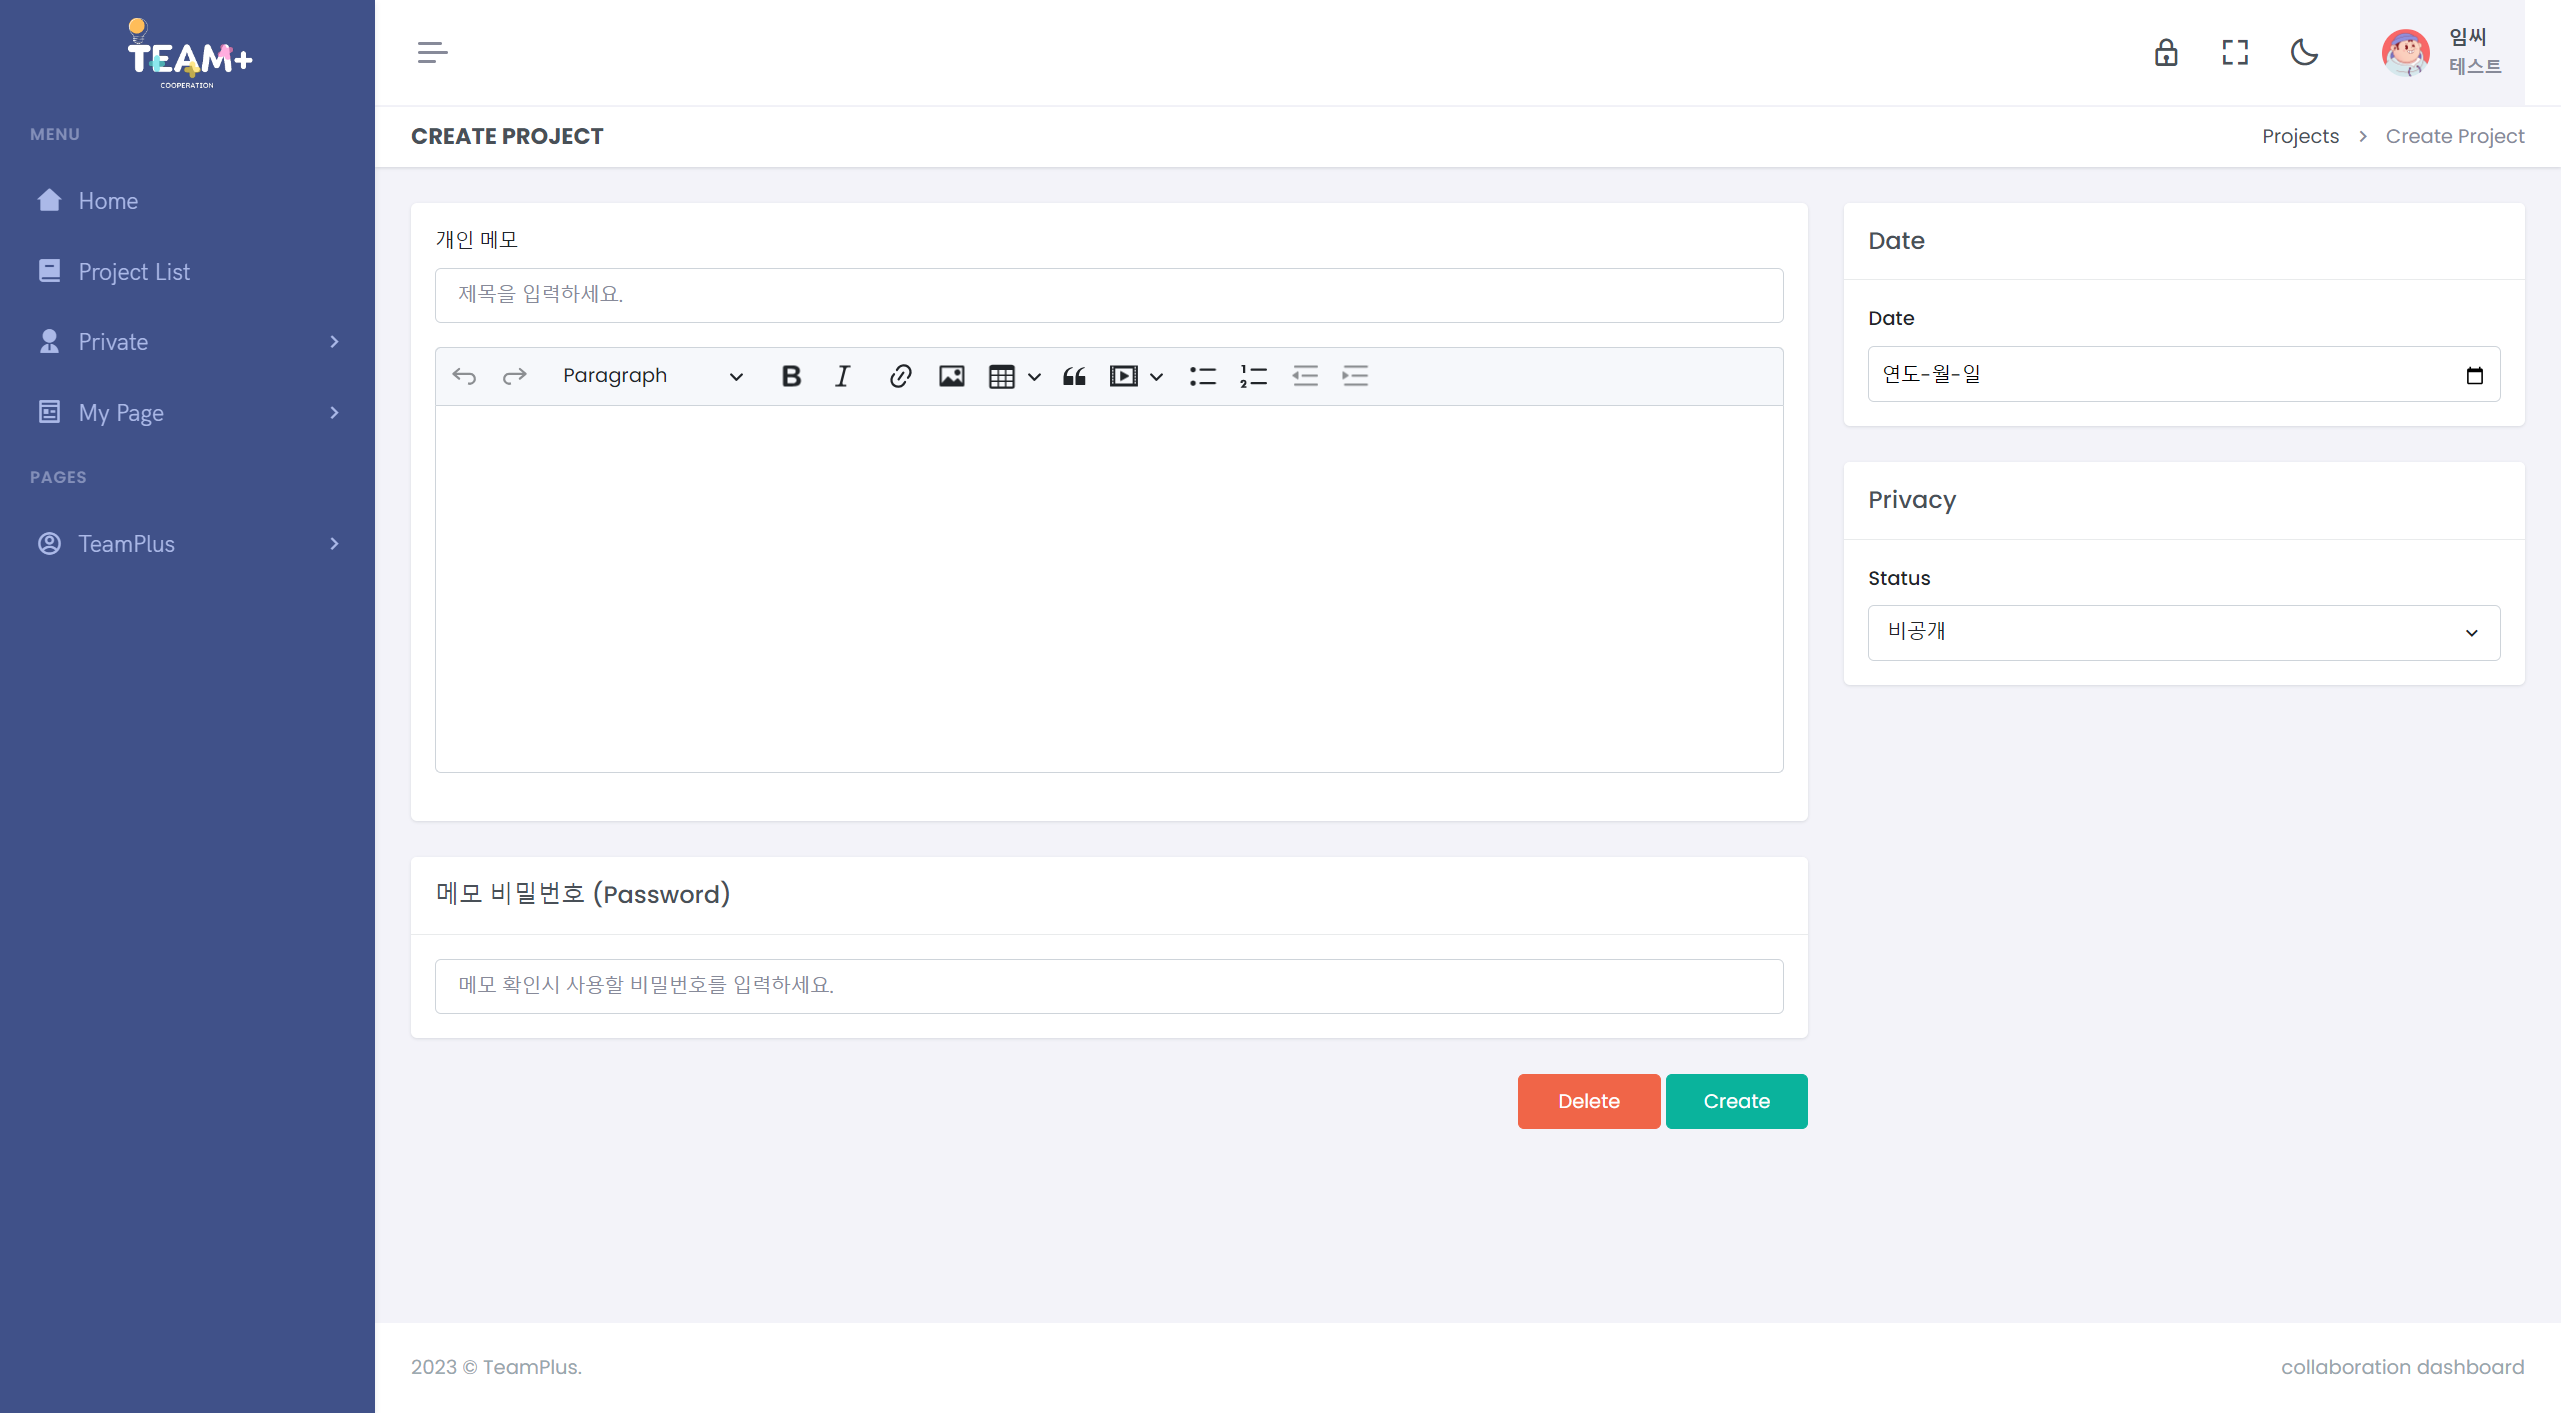 TEAM+
COOPERATION
임씨
테스트
MENU
Home
Project List
Private
My Page
PAGES
TeamPlus
CREATE PROJECT
Projects > Create Project
개인 메모
제목을 입력하세요.
Paragraph
메모 비밀번호 (Password)
메모 확인시 사용할 비밀번호를 입력하세요.
Delete Create
Date
Date
연도-월-일
Privacy
Status
비공개
2023 © TeamPlus.
collaboration dashboard